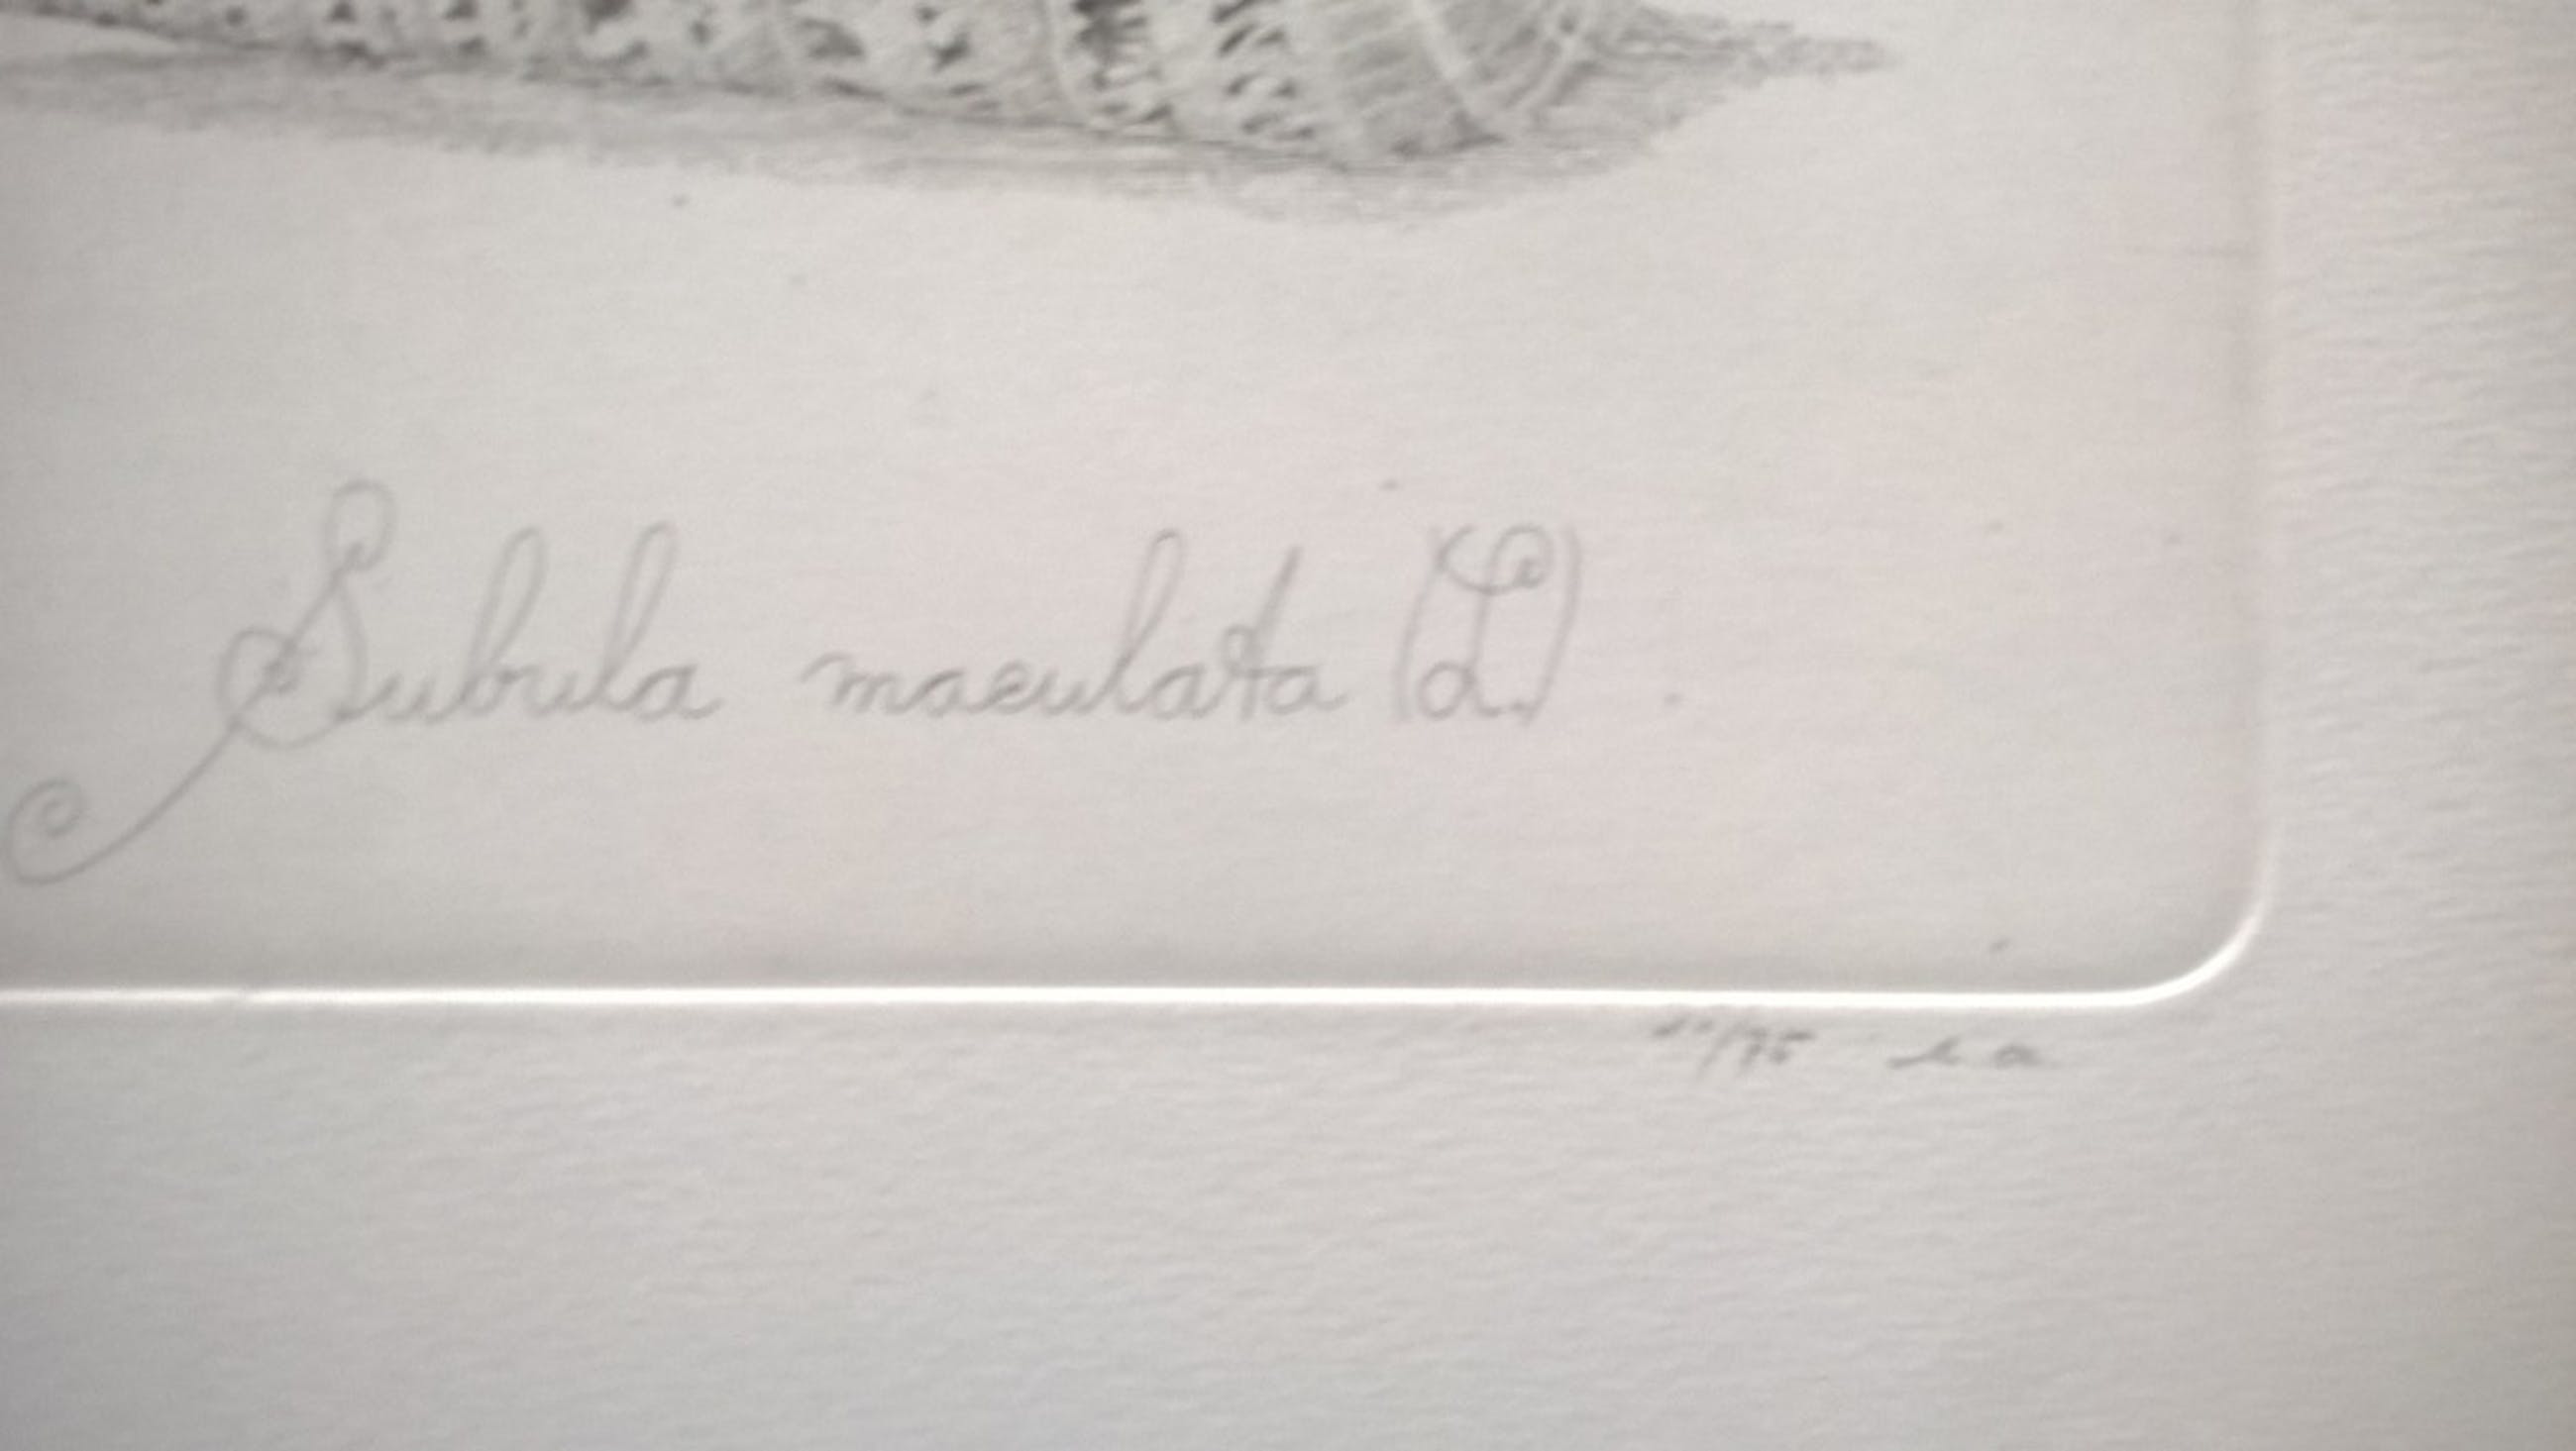 Subula maculata (L.)